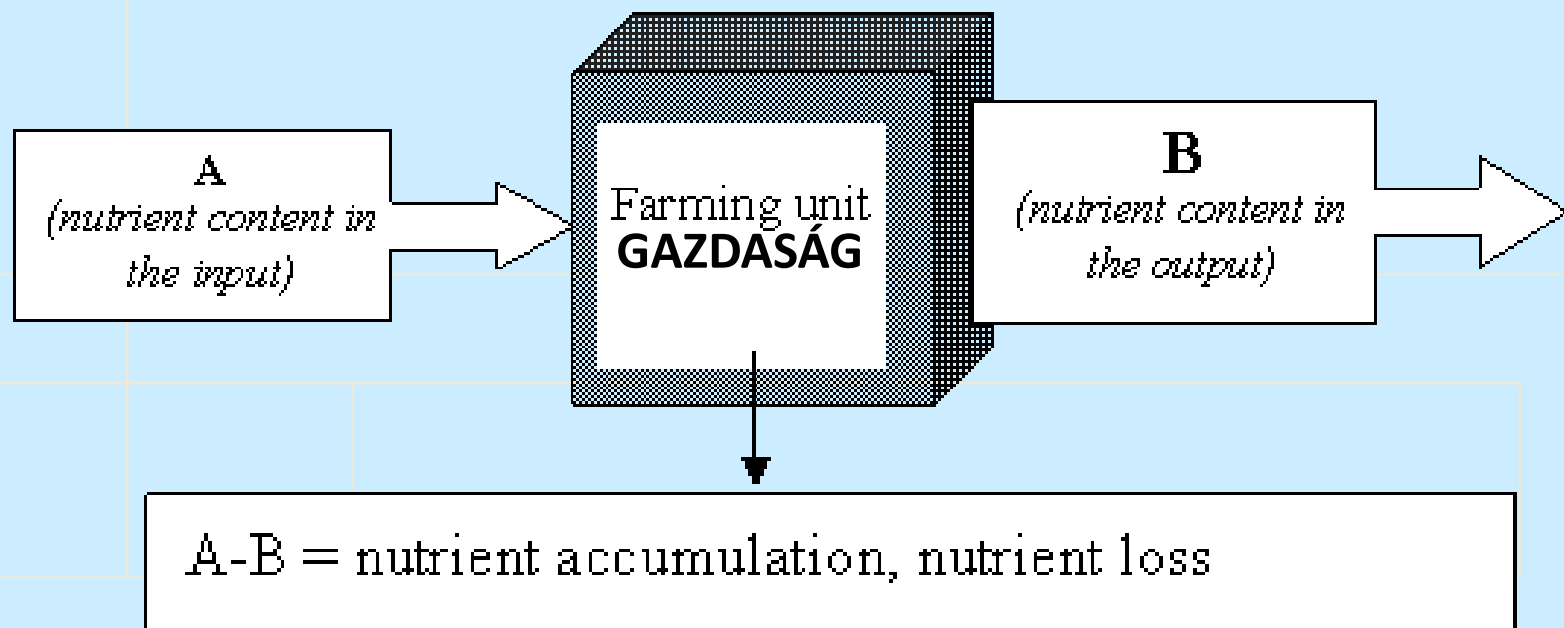 A
(nutrient content in
the input)
Farming unit
GAZDASÁG
B
(nutrient content in
the output)
A-B = nutrient accumulation, nutrient loss